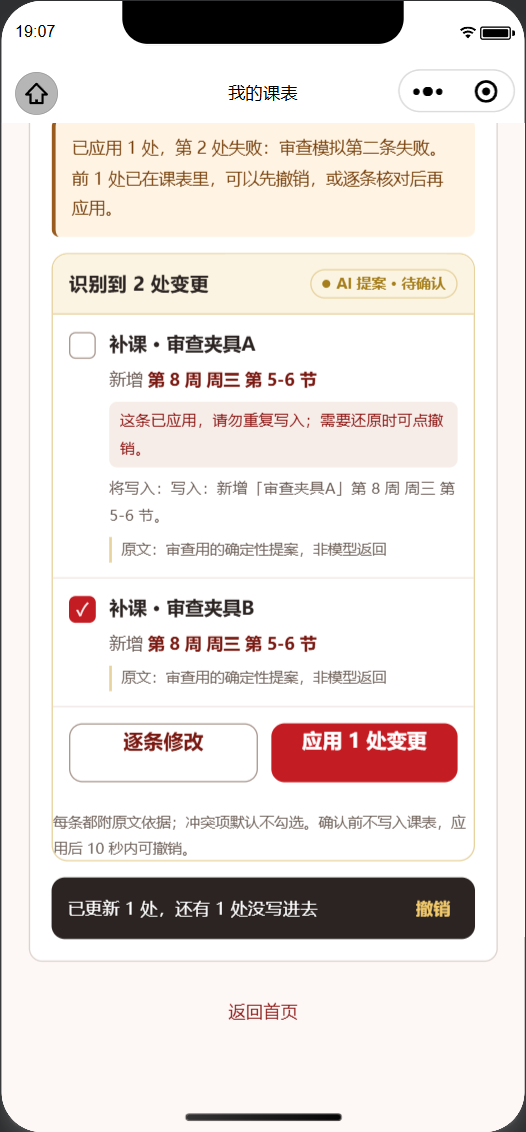 19:07
我的课表
已应用 1 处，第 2 处失败：审查模拟第二条失败。
前 1 处已在课表里，可以先撤销，或逐条核对后再
应用。
识别到 2 处变更
AI 提案・待确认
补课・审查夹具A
新增 第 8 周 周三 第 5-6 节
这条已应用，请勿重复写入；需要还原时可点撤
销。
将写入：写入：新增「审查夹具A」第 8 周 周三 第
5-6 节。
原文：审查用的确定性提案，非模型返回
补课・审查夹具B
新增 第 8 周 周三 第 5-6 节
原文：审查用的确定性提案，非模型返回
逐条修改
应用 1 处变更
每条都附原文依据；冲突项默认不勾选。确认前不写入课表，应
用后 10 秒内可撤销。
已更新 1 处，还有 1 处没写进去
撤销
返回首页